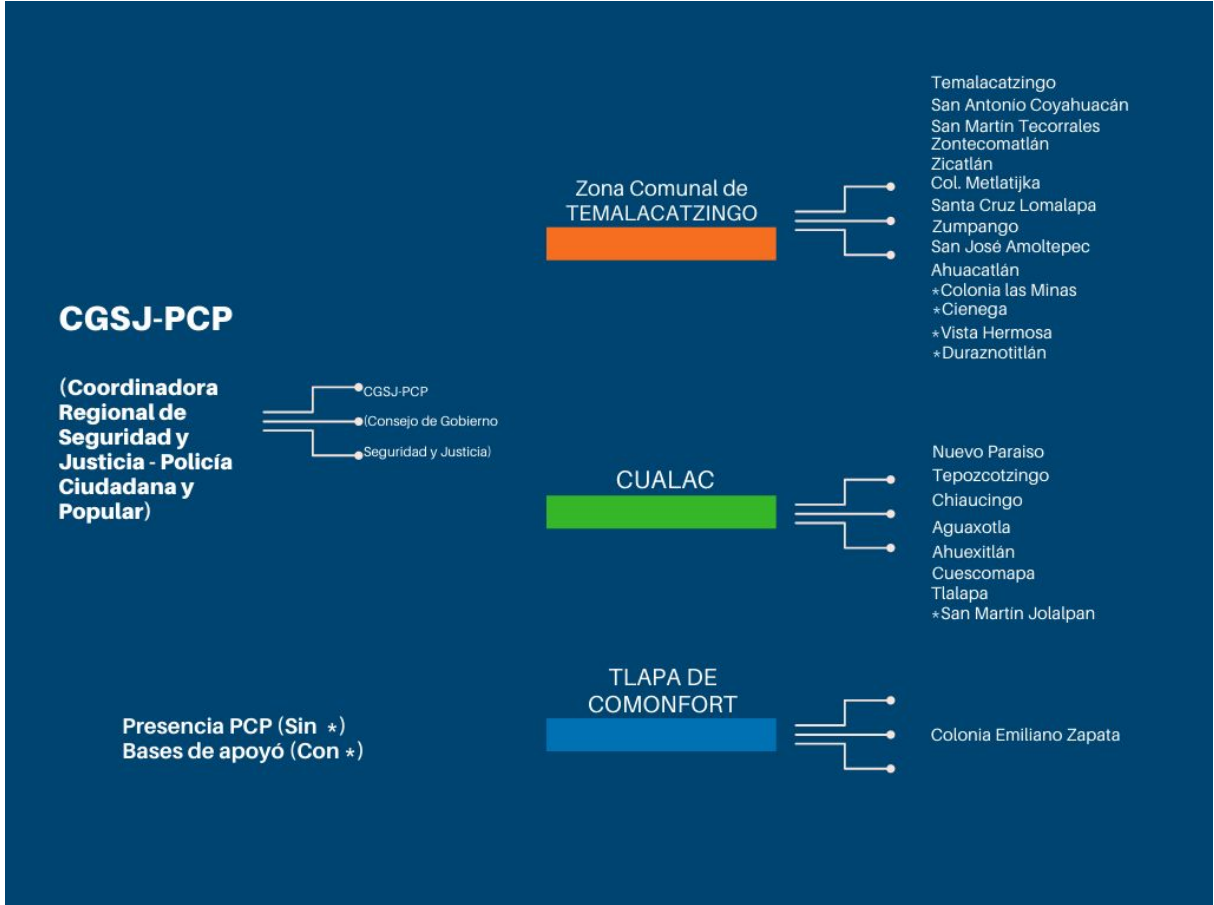 CGSJ-PCP
(Coordinadora
Regional de
Seguridad y
Justicia - Policía
Ciudadana y
Popular)
CGSJ-PCP
(Consejo de Gobierno
Seguridad y Justicia)
Zona Comunal de
TEMALACATZINGO
Temalacatzingo
San Antonio Coyahuacán
San Martín Tecorrales
Zontecomatlán
Zicatlán
Col. Metlatijka
Santa Cruz Lomalapa
Zumpango
San José Amoltepec
Ahuacatlán
*Colonia las Minas
*Cienega
*Vista Hermosa
*Duraznotitlán
CUALAC
Nuevo Paraiso
Tepozcotzingo
Chiaucingo
Aguaxotla
Ahuexitlán
Cuescomapa
Tlalapa
*San Martín Jolalpan
TLAPA DE
COMONFORT
Colonia Emiliano Zapata
Presencia PCP (Sin *)
Bases de apoyó (Con *)